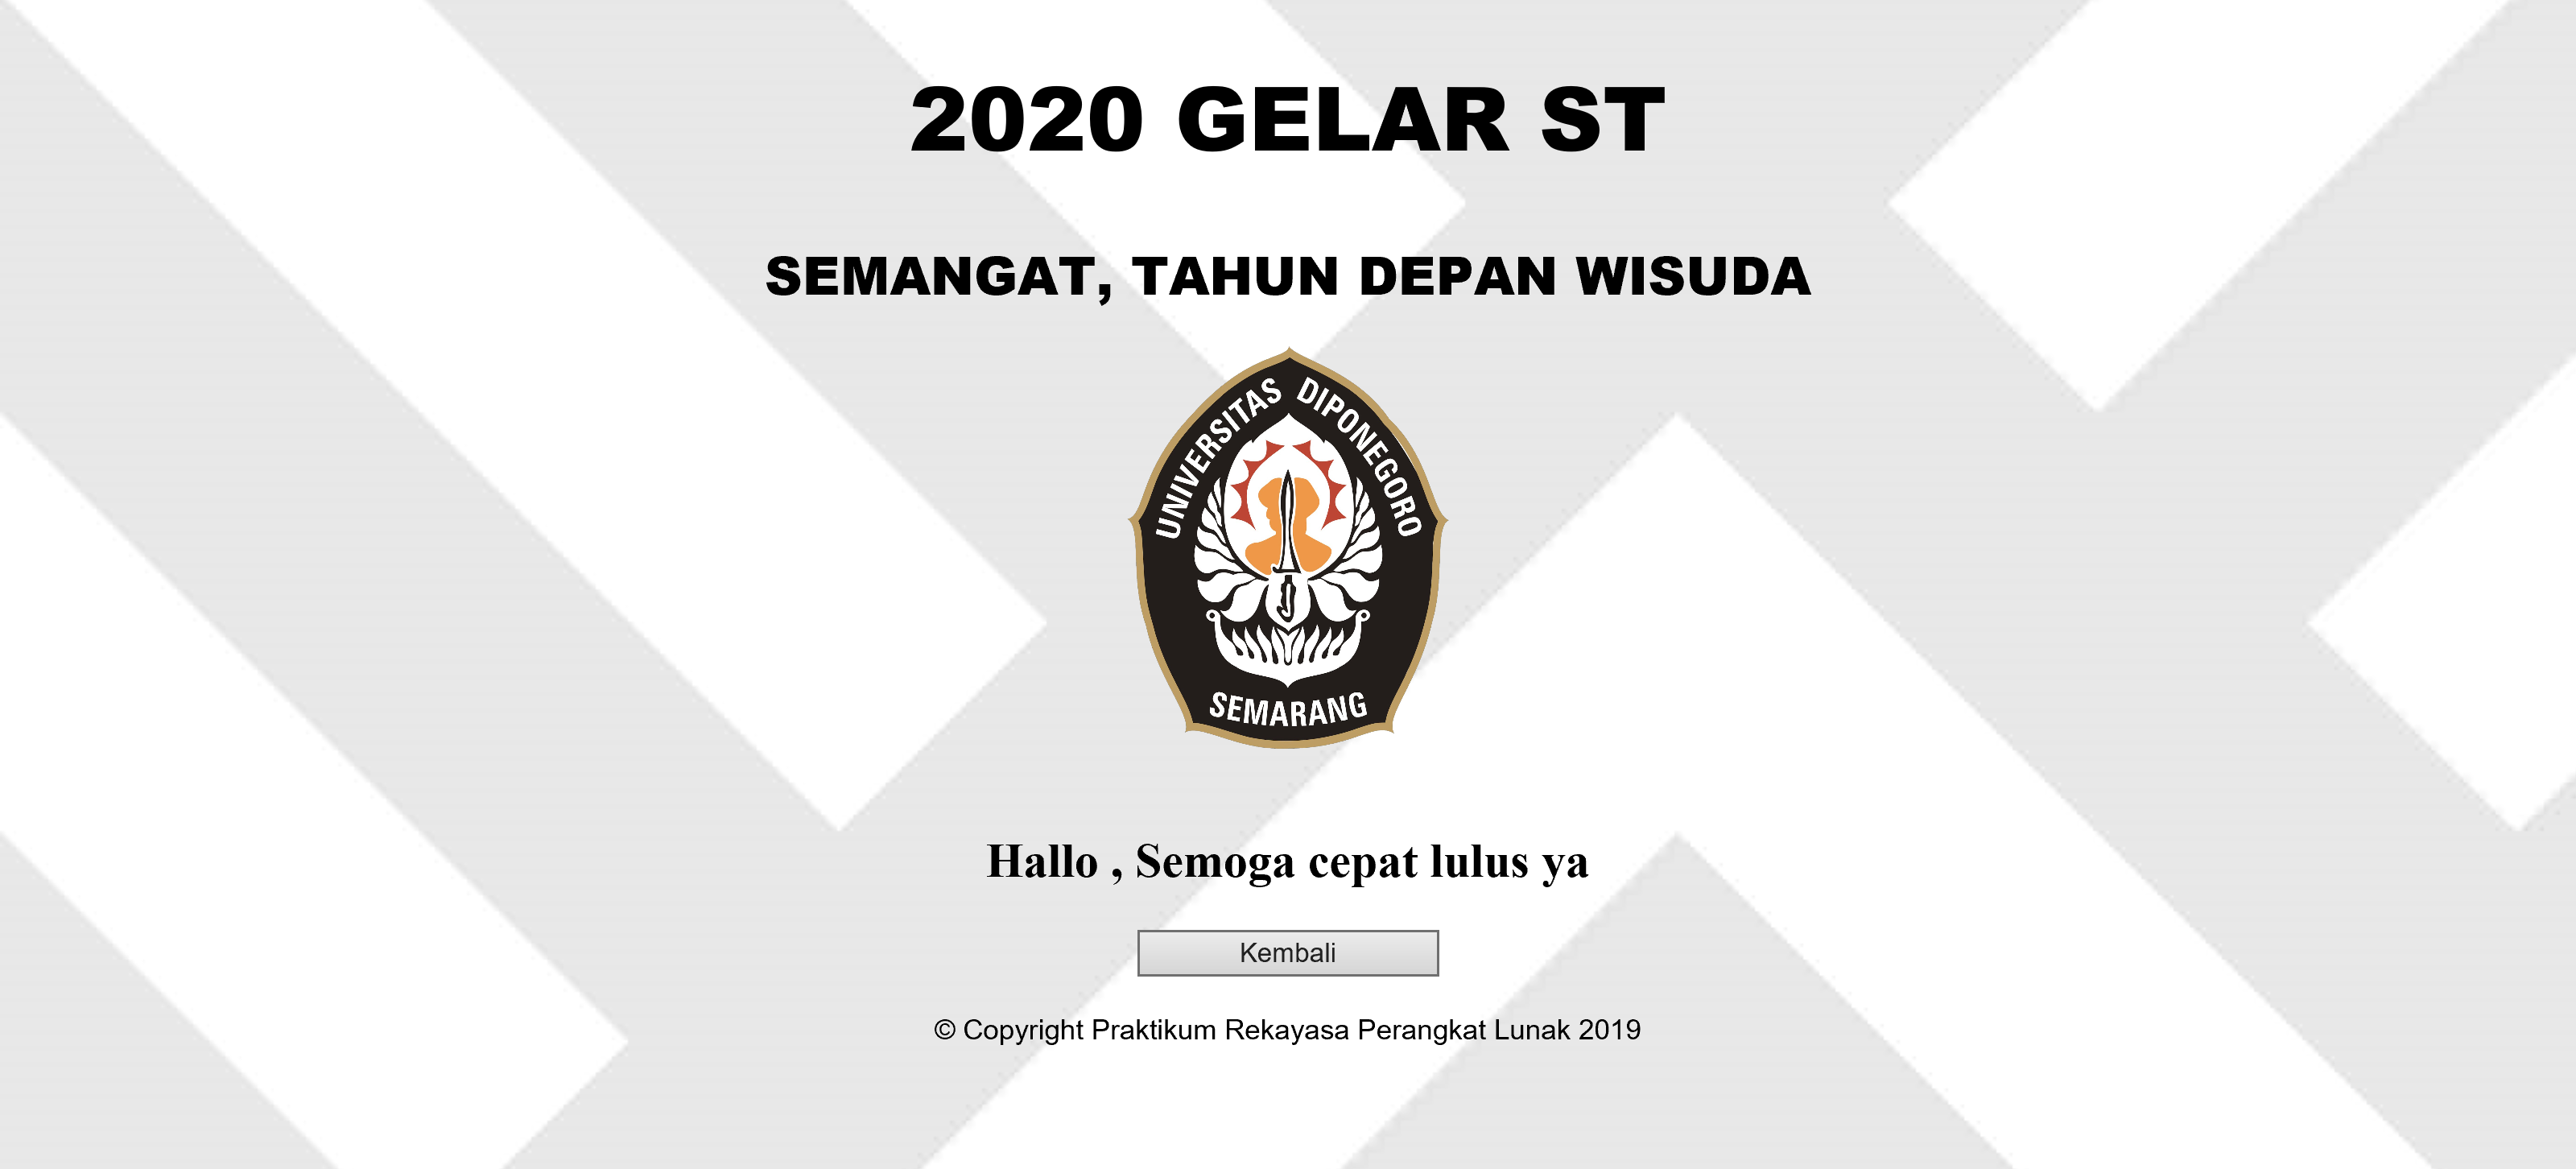 2020 GELAR ST
SEMANGAT, TAHUN DEPAN WISUDA
UNIVERSITAS DIPONEGORO
SEMARANG
Hallo , Semoga cepat lulus ya
Kembali
© Copyright Praktikum Rekayasa Perangkat Lunak 2019